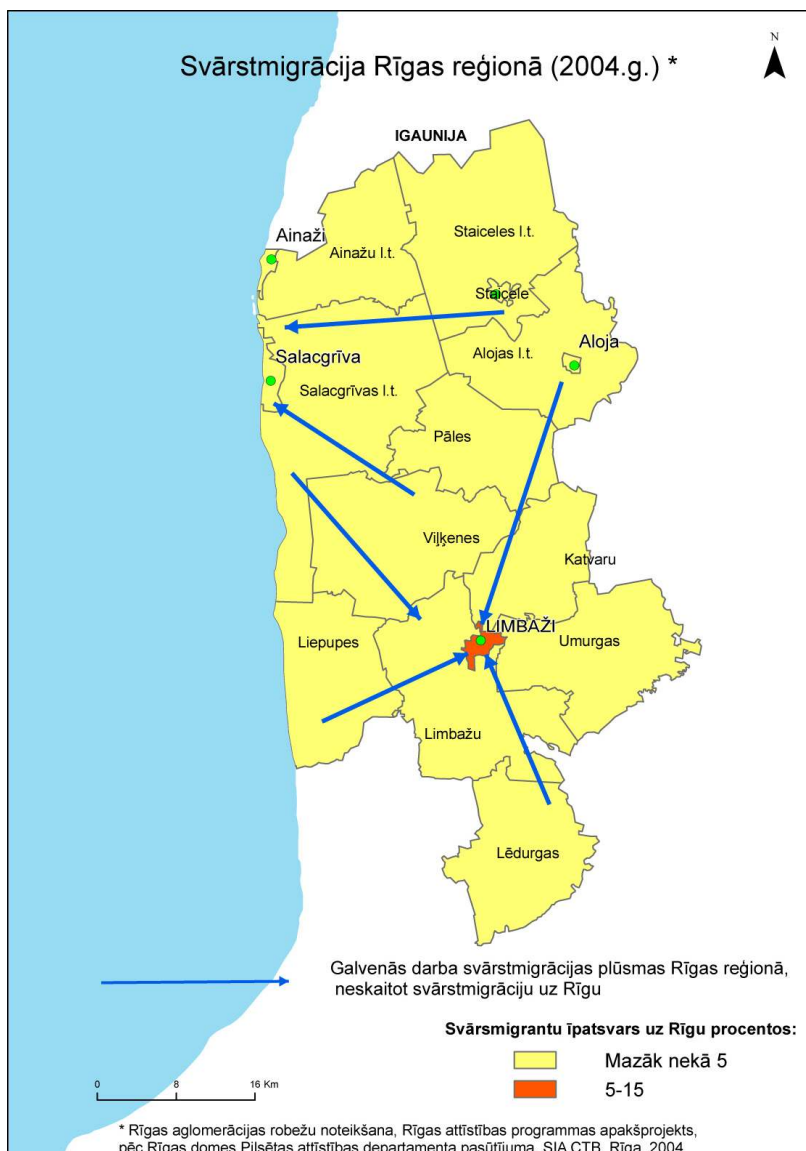 N
Svārstmigrācija Rīgas reģionā (2004.g.) *
IGAUNIJA
Ainaži
Staiceles l.t.
Ainažu l.t.
Staicele
Aloja
Alojas l.t.
Salacgrīva
Salacgrīvas l.t.
Pāles
Viļķenes
Katvaru
LIMBAŽI
Liepupes
Umurgas
Limbažu
Lēdurgas
Galvenās darba svārstmigrācijas plūsmas Rīgas reģionā,
neskaitot svārstmigrāciju uz Rīgu
Svārsmigrantu īpatsvars uz Rīgu procentos:
Mazāk nekā 5
5-15
0 8 16 Km
* Rīgas aglomerācijas robežu noteikšana, Rīgas attīstības programmas apakšprojekts,
pēc Rīgas domes Pilsētas attīstības departamenta pasūtījuma, SIA CTB, Rīga, 2004